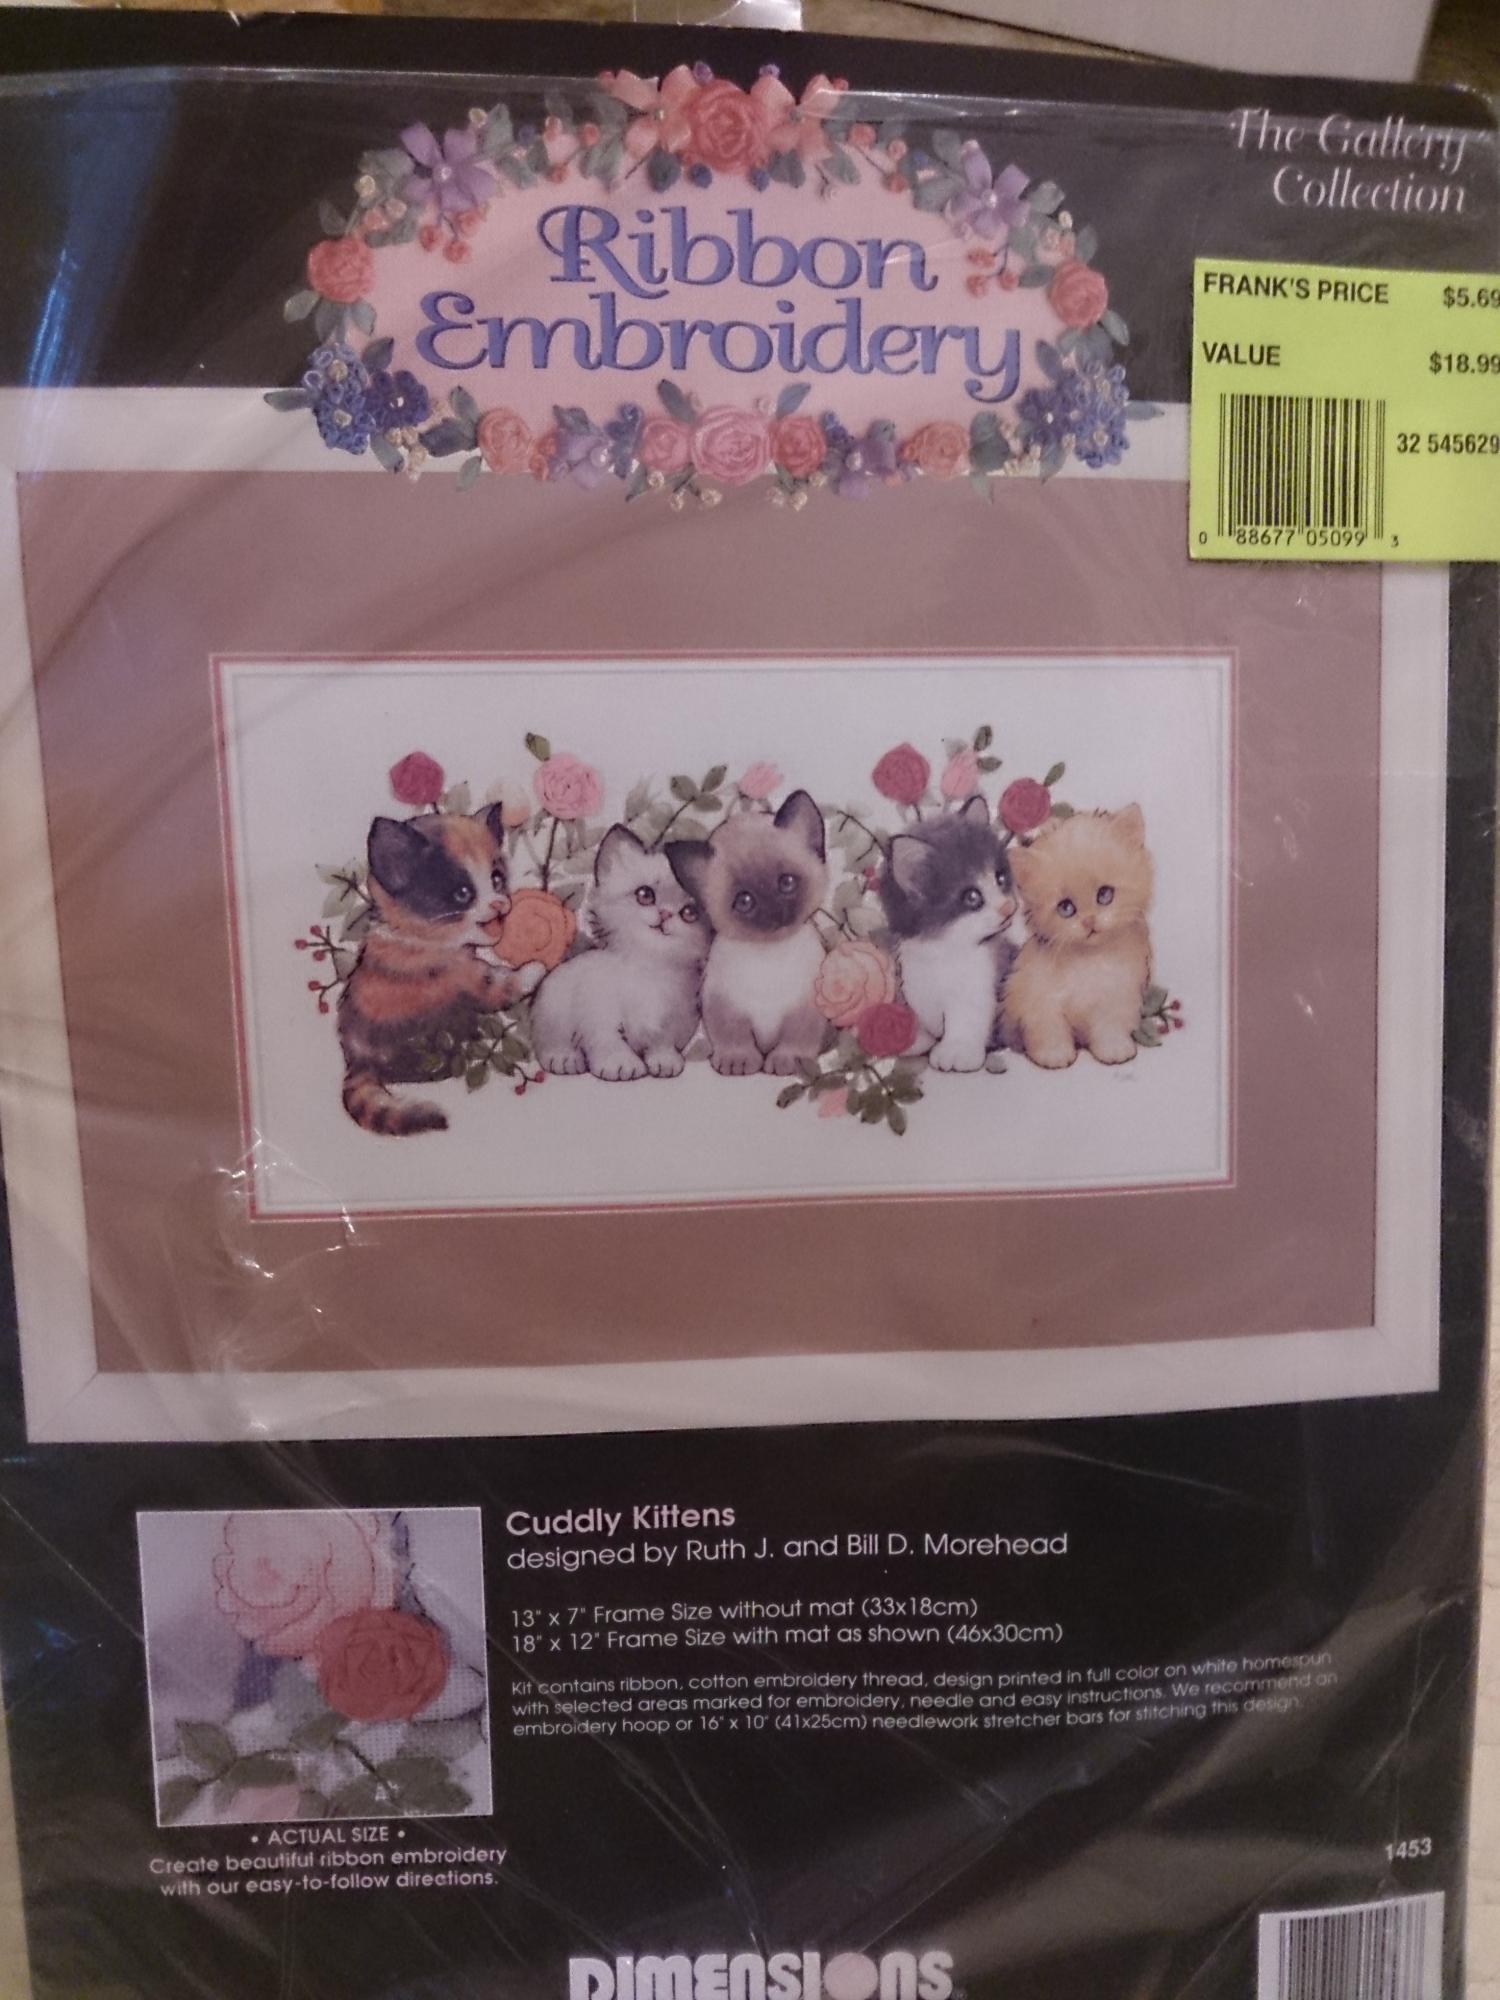 The Gallery
Collection
Ribbon
Embroidery
FRANK'S PRICE $5.69
VALUE $18.99
32 545629
0 88677 05099 3
Cuddly Kittens
designed by Ruth J. and Bill D. Morehead
13" x 7" Frame Size without mat (33x18cm)
18" x 12" Frame Size with mat as shown (46x30cm)
Kit contains ribbon, cotton embroidery thread, design printed in full color on white homespun
with selected areas marked for embroidery, needle and easy instructions. We recommend an
embroidery hoop or 16" x 10" (41x25cm) needlework stretcher bars for stitching this design.
• ACTUAL SIZE •
Create beautiful ribbon embroidery
with our easy-to-follow directions.
1453
DIMENSIONS